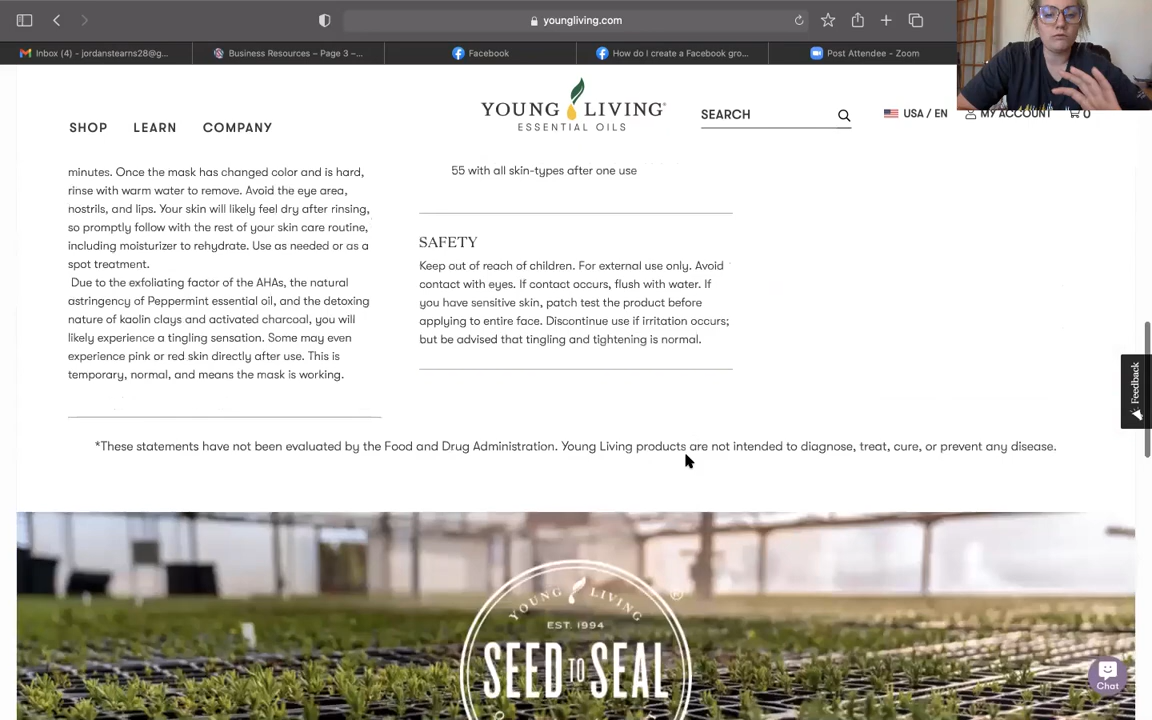 youngliving.com
Inbox (4) – jordanstearns28@g...
Business Resources – Page 3 –...
Facebook
How do I create a Facebook gro...
Post Attendee - Zoom
SHOP
LEARN
COMPANY
YOUNG LIVING®
ESSENTIAL OILS
SEARCH
USA / EN
MY ACCOUNT
0
minutes. Once the mask has changed color and is hard,
rinse with warm water to remove. Avoid the eye area,
nostrils, and lips. Your skin will likely feel dry after rinsing,
so promptly follow with the rest of your skin care routine,
including moisturizer to rehydrate. Use as needed or as a
spot treatment.
Due to the exfoliating factor of the AHAs, the natural
astringency of Peppermint essential oil, and the detoxing
nature of kaolin clays and activated charcoal, you will
likely experience a tingling sensation. Some may even
experience pink or red skin directly after use. This is
temporary, normal, and means the mask is working.
55 with all skin-types after one use
SAFETY
Keep out of reach of children. For external use only. Avoid
contact with eyes. If contact occurs, flush with water. If
you have sensitive skin, patch test the product before
applying to entire face. Discontinue use if irritation occurs;
but be advised that tingling and tightening is normal.
Feedback
*These statements have not been evaluated by the Food and Drug Administration. Young Living products are not intended to diagnose, treat, cure, or prevent any disease.
YOUNG LIVING ®
EST. 1994
SEED TO SEAL
Chat